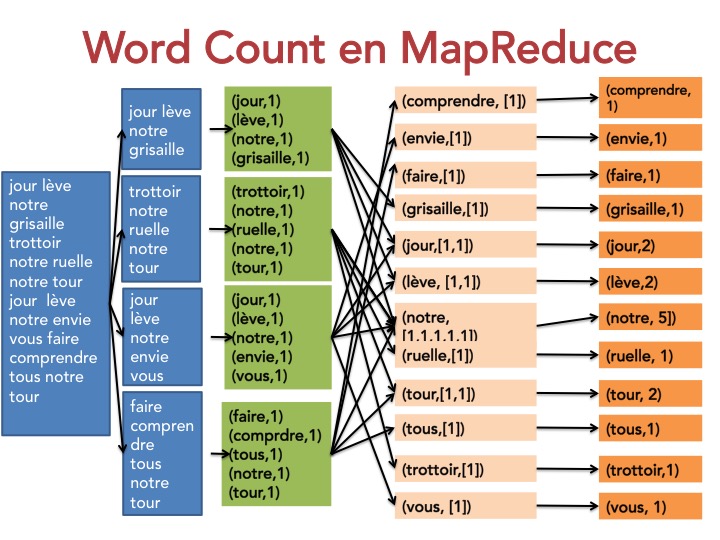 Word Count en MapReduce
jour lève
notre
grisaille
trottoir
notre ruelle
notre tour
jour lève
notre envie
vous faire
comprendre
tous notre
tour
jour lève
notre
grisaille
trottoir
notre
ruelle
notre
tour
jour
lève
notre
envie
vous
faire
compren
dre
tous
notre
tour
(jour,1)
(lève,1)
(notre,1)
(grisaille,1)
(trottoir,1)
(notre,1)
(ruelle,1)
(notre,1)
(tour,1)
(jour,1)
(lève,1)
(notre,1)
(envie,1)
(vous,1)
(faire,1)
(comprdre,1)
(tous,1)
(notre,1)
(tour,1)
(comprendre, [1])
(envie,[1])
(faire,[1])
(grisaille,[1])
(jour,[1,1])
(lève, [1,1])
(notre,
[1,1,1,1,1])
(ruelle,[1])
(tour,[1,1])
(tous,[1])
(trottoir,[1])
(vous, [1])
(comprendre,
1)
(envie,1)
(faire,1)
(grisaille,1)
(jour,2)
(lève,2)
(notre, 5])
(ruelle, 1)
(tour, 2)
(tous,1)
(trottoir,1)
(vous, 1)